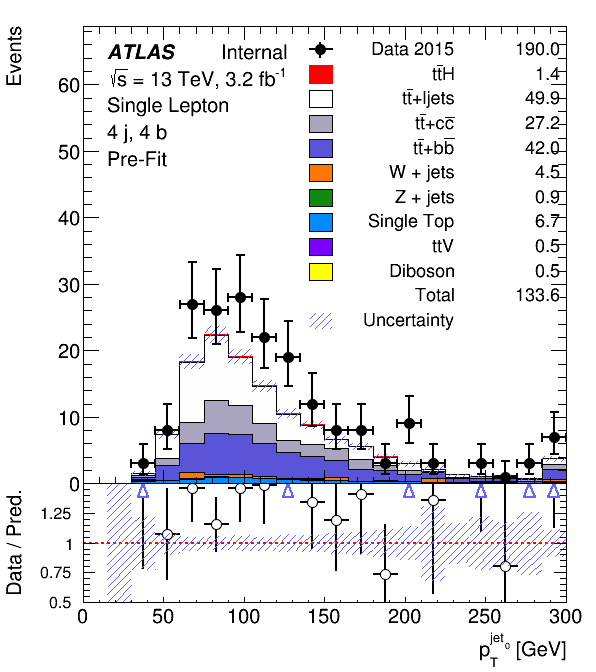 Events
ATLAS Internal
√s = 13 TeV, 3.2 fb⁻¹
Single Lepton
4 j, 4 b
Pre-Fit
Data 2015 190.0
tt̄H 1.4
tt̄+ljets 49.9
tt̄+cc̄ 27.2
tt̄+bb̄ 42.0
W + jets 4.5
Z + jets 0.9
Single Top 6.7
ttV 0.5
Diboson 0.5
Total 133.6
Uncertainty
60
50
40
30
20
10
0
Data / Pred.
1.25
1
0.75
0.5
0 50 100 150 200 250 300
p_T^{jet_0} [GeV]